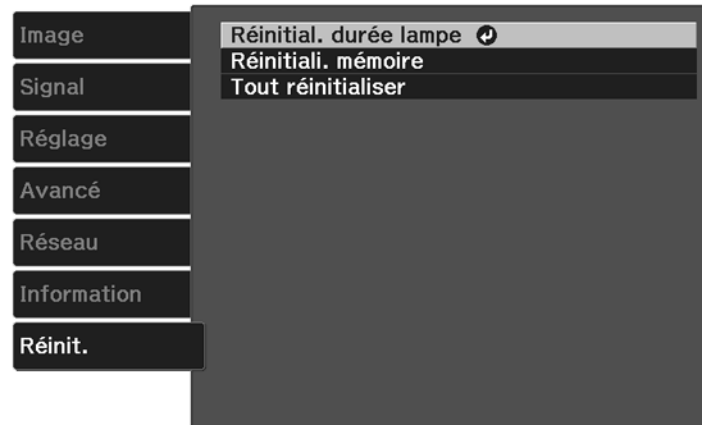 Image
Signal
Réglage
Avancé
Réseau
Information
Réinit.
Réinitial. durée lampe
Réinitiali. mémoire
Tout réinitialiser